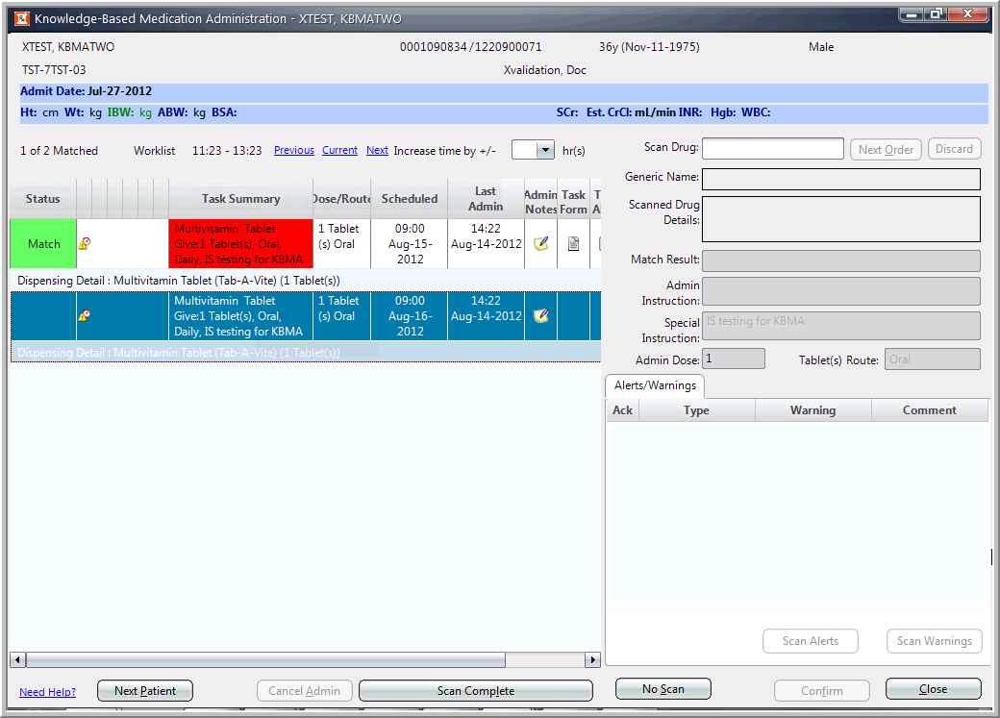 Knowledge-Based Medication Administration - XTEST, KBMATWO
XTEST, KBMATWO 0001090834 /1220900071 36y (Nov-11-1975) Male
TST-7TST-03 Xvalidation, Doc
Admit Date: Jul-27-2012
Ht: cm Wt: kg IBW: kg ABW: kg BSA: SCr: Est. CrCl: mL/min INR: Hgb: WBC:
1 of 2 Matched Worklist 11:23 - 13:23 Previous Current Next Increase time by +/- hr(s)
Status Task Summary Dose/Route Scheduled Last Admin Admin Notes Task Form T A
Match
Multivitamin Tablet
Give:1 Tablet(s), Oral,
Daily, IS testing for KBMA
1 Tablet
(s) Oral
09:00
Aug-15-
2012
14:22
Aug-14-2012
Dispensing Detail : Multivitamin Tablet (Tab-A-Vite) (1 Tablet(s))
Multivitamin Tablet
Give:1 Tablet(s), Oral,
Daily, IS testing for KBMA
1 Tablet
(s) Oral
09:00
Aug-16-
2012
14:22
Aug-14-2012
Dispensing Detail : Multivitamin Tablet (Tab-A-Vite) (1 Tablet(s))
Scan Drug: Next Order Discard
Generic Name:
Scanned Drug
Details:
Match Result:
Admin
Instruction:
Special
Instruction:
IS testing for KBMA
Admin Dose: 1 Tablet(s) Route: Oral
Alerts/Warnings
Ack Type Warning Comment
Scan Alerts Scan Warnings
Need Help? Next Patient Cancel Admin Scan Complete No Scan Confirm Close